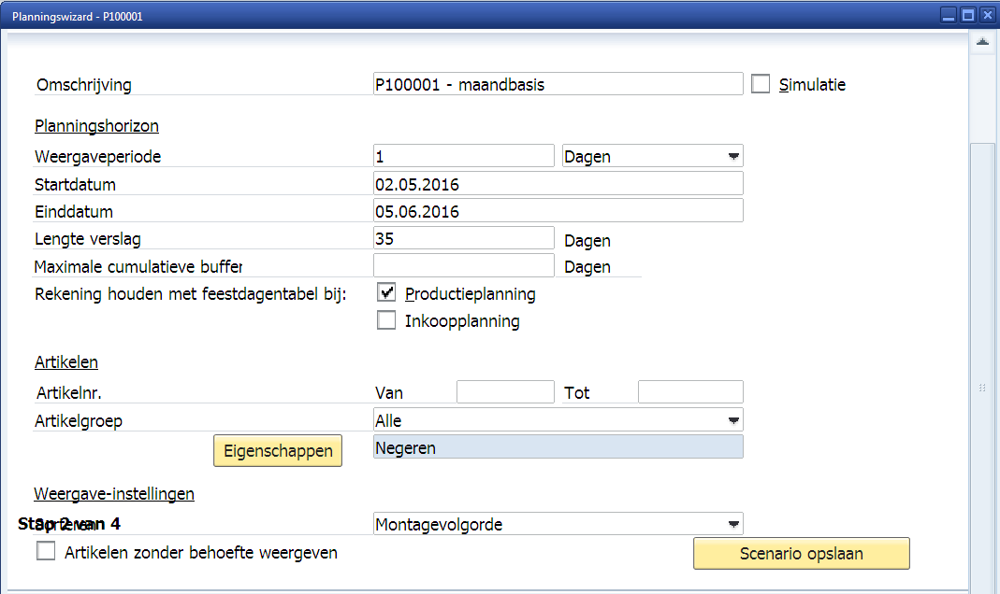 Planningswizard - P100001
Omschrijving P100001 - maandbasis Simulatie
Planningshorizon
Weergaveperiode 1 Dagen
Startdatum 02.05.2016
Einddatum 05.06.2016
Lengte verslag 35 Dagen
Maximale cumulatieve buffer Dagen
Rekening houden met feestdagentabel bij: Productieplanning
Inkoopplanning
Artikelen
Artikelnr. Van Tot
Artikelgroep Alle
Eigenschappen Negeren
Weergave-instellingen
Stap 2 van 4
Sorteren Montagevolgorde
Artikelen zonder behoefte weergeven Scenario opslaan